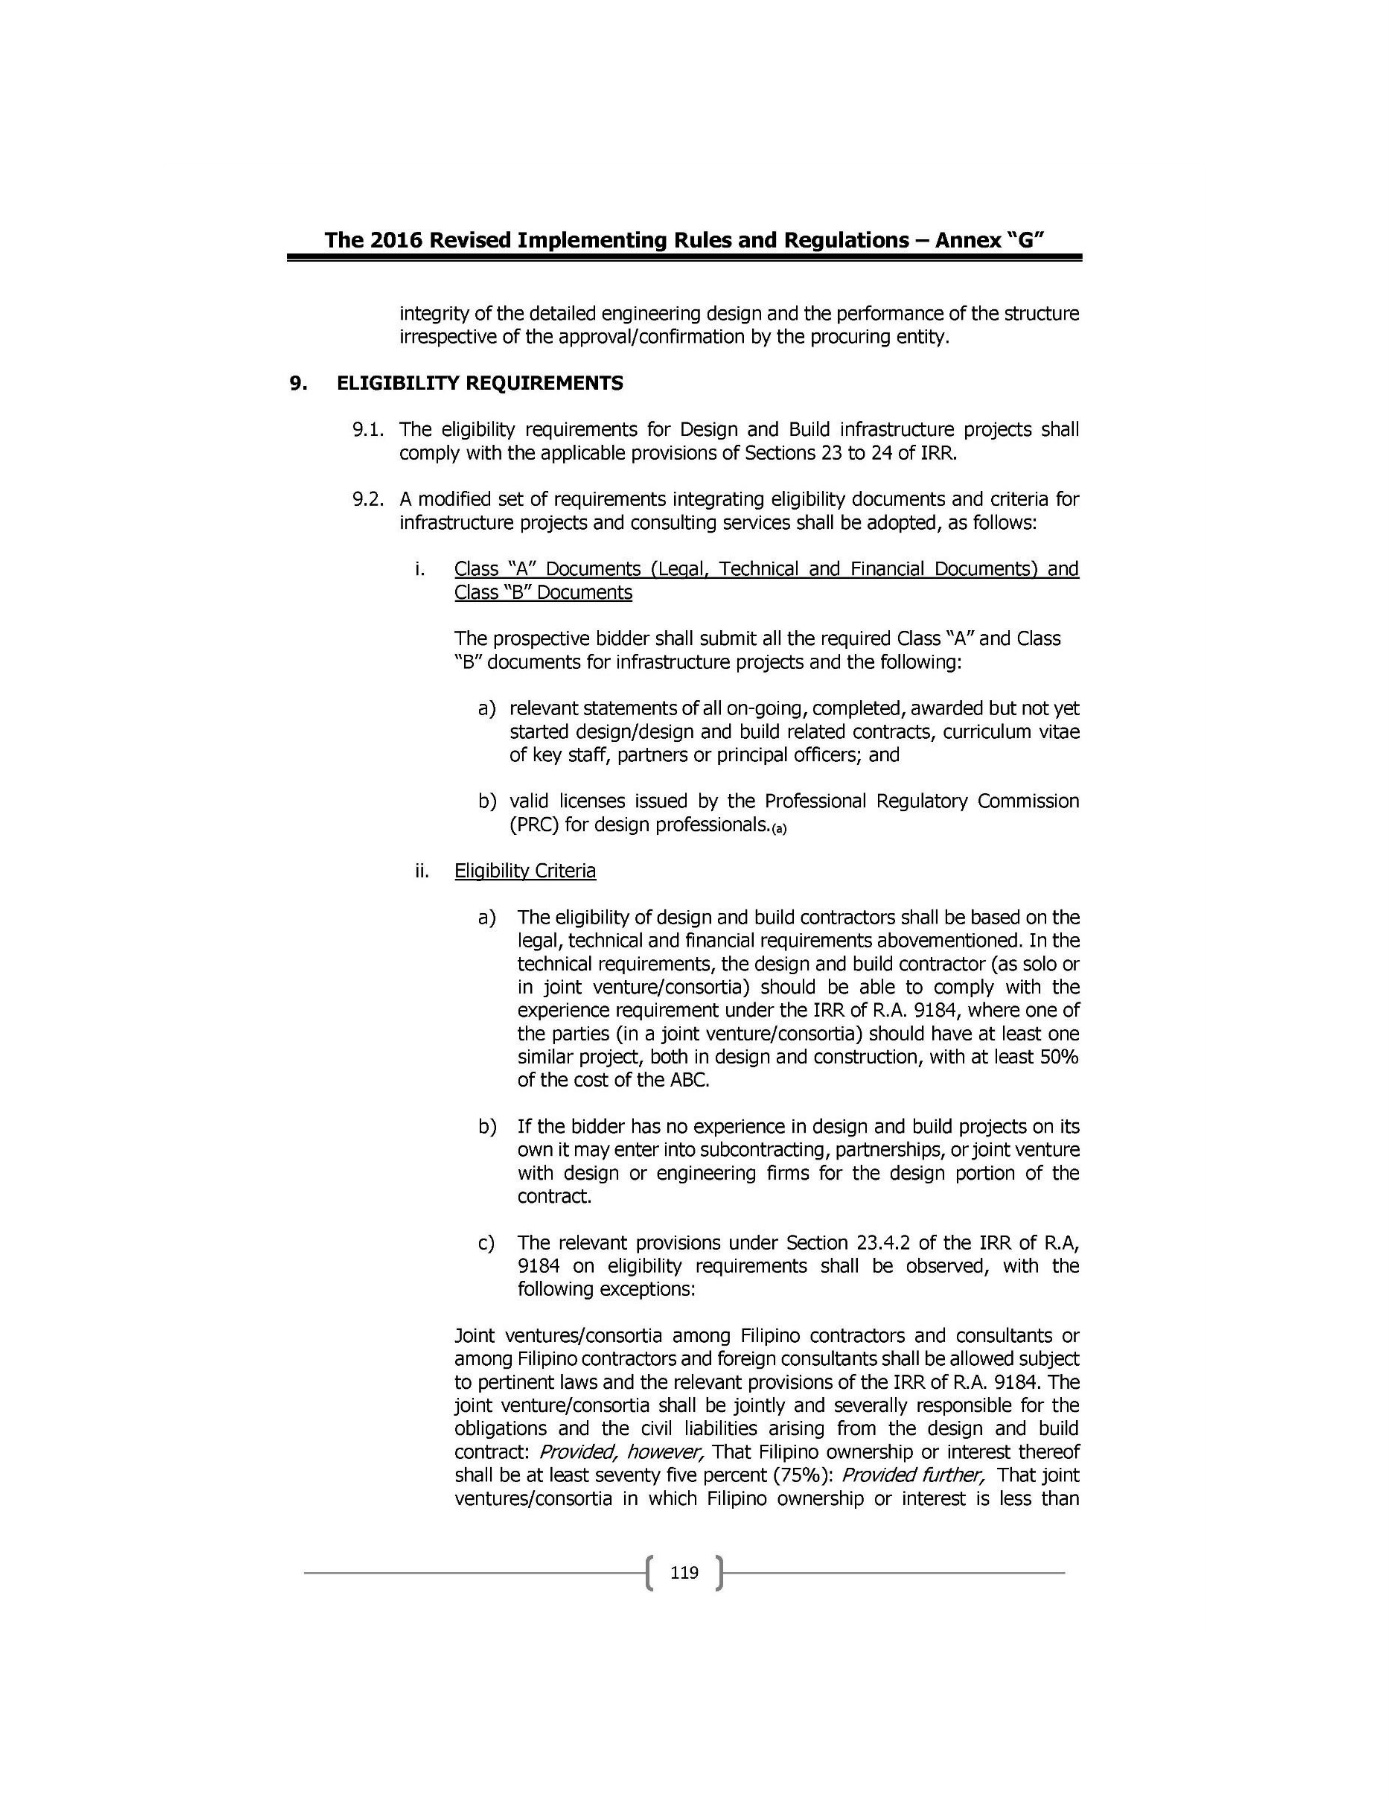 The 2016 Revised Implementing Rules and Regulations – Annex “G”
integrity of the detailed engineering design and the performance of the structure
irrespective of the approval/confirmation by the procuring entity.
9. ELIGIBILITY REQUIREMENTS
9.1. The eligibility requirements for Design and Build infrastructure projects shall
comply with the applicable provisions of Sections 23 to 24 of IRR.
9.2. A modified set of requirements integrating eligibility documents and criteria for
infrastructure projects and consulting services shall be adopted, as follows:
i. Class “A” Documents (Legal, Technical and Financial Documents) and
Class “B” Documents
The prospective bidder shall submit all the required Class “A” and Class
“B” documents for infrastructure projects and the following:
a) relevant statements of all on-going, completed, awarded but not yet
started design/design and build related contracts, curriculum vitae
of key staff, partners or principal officers; and
b) valid licenses issued by the Professional Regulatory Commission
(PRC) for design professionals.(a)
ii. Eligibility Criteria
a) The eligibility of design and build contractors shall be based on the
legal, technical and financial requirements abovementioned. In the
technical requirements, the design and build contractor (as solo or
in joint venture/consortia) should be able to comply with the
experience requirement under the IRR of R.A. 9184, where one of
the parties (in a joint venture/consortia) should have at least one
similar project, both in design and construction, with at least 50%
of the cost of the ABC.
b) If the bidder has no experience in design and build projects on its
own it may enter into subcontracting, partnerships, or joint venture
with design or engineering firms for the design portion of the
contract.
c) The relevant provisions under Section 23.4.2 of the IRR of R.A,
9184 on eligibility requirements shall be observed, with the
following exceptions:
Joint ventures/consortia among Filipino contractors and consultants or
among Filipino contractors and foreign consultants shall be allowed subject
to pertinent laws and the relevant provisions of the IRR of R.A. 9184. The
joint venture/consortia shall be jointly and severally responsible for the
obligations and the civil liabilities arising from the design and build
contract: Provided, however, That Filipino ownership or interest thereof
shall be at least seventy five percent (75%): Provided further, That joint
ventures/consortia in which Filipino ownership or interest is less than
119